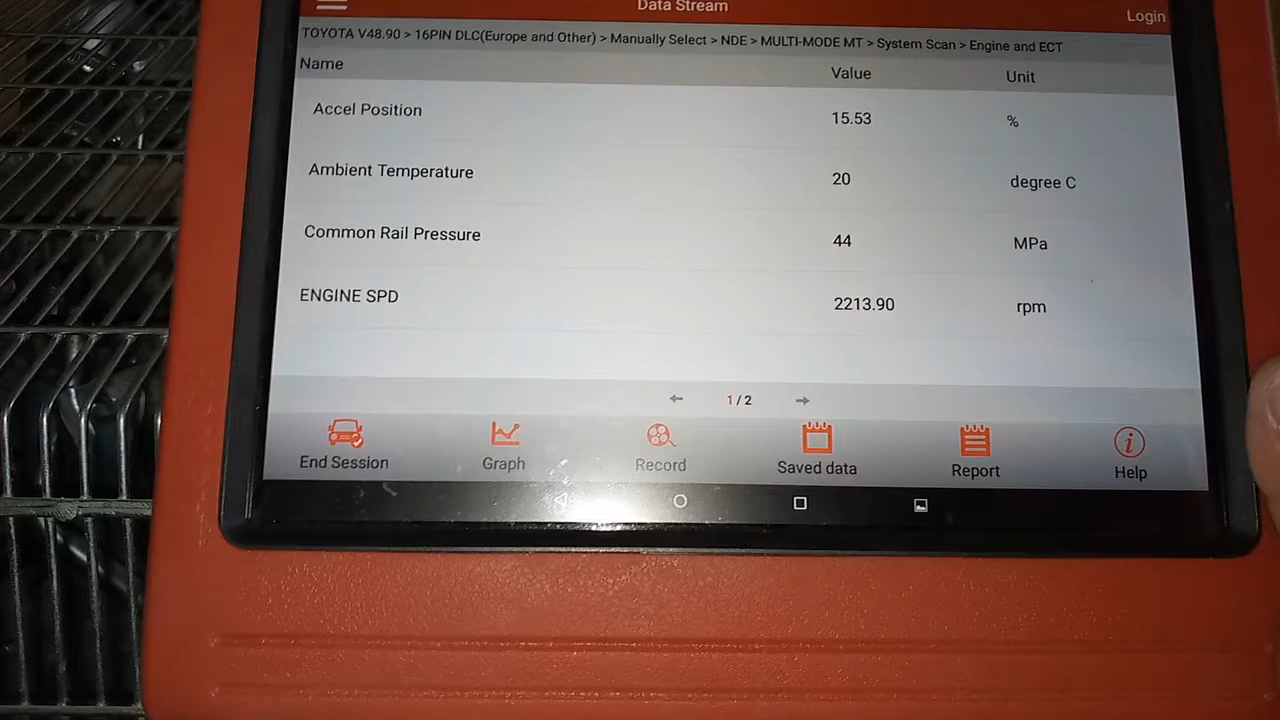 Data Stream
Login
TOYOTA V48.90 > 16PIN DLC(Europe and Other) > Manually Select > NDE > MULTI-MODE MT > System Scan > Engine and ECT
Name Value Unit
Accel Position 15.53 %
Ambient Temperature 20 degree C
Common Rail Pressure 44 MPa
ENGINE SPD 2213.90 rpm
1 / 2
End Session Graph Record Saved data Report Help